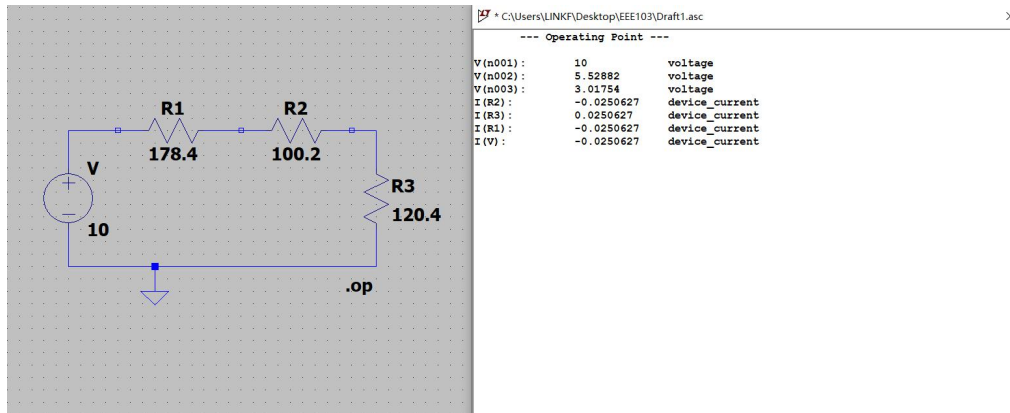 R1
R2
178.4
100.2
V
10
R3
120.4
.op
* C:\Users\LINKF\Desktop\EEE103\Draft1.asc
--- Operating Point ---
V(n001): 10 voltage
V(n002): 5.52882 voltage
V(n003): 3.01754 voltage
I(R2): -0.0250627 device_current
I(R3): 0.0250627 device_current
I(R1): -0.0250627 device_current
I(V): -0.0250627 device_current